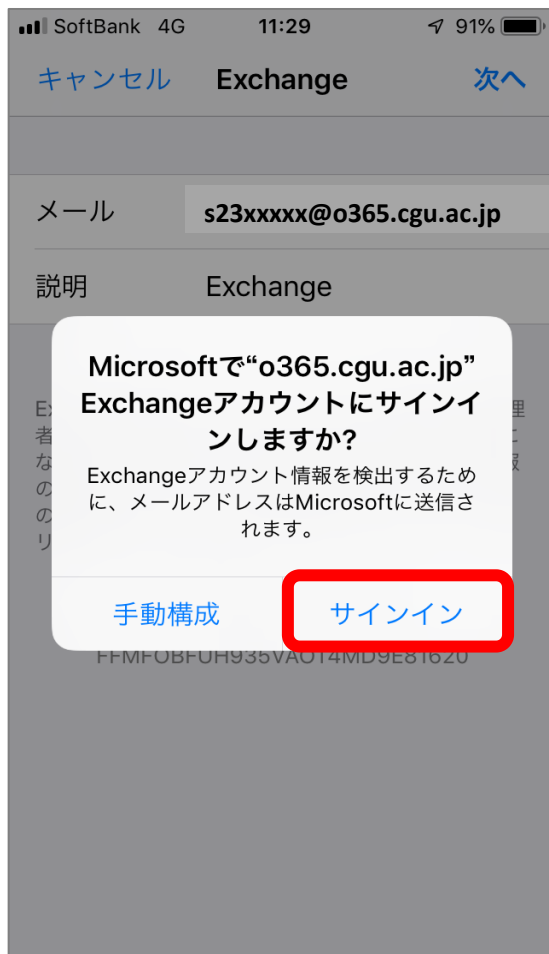 SoftBank 4G 11:29 91%
キャンセル Exchange 次へ
メール s23xxxxx@o365.cgu.ac.jp
説明 Exchange
Microsoftで“o365.cgu.ac.jp”
Exchangeアカウントにサインイ
ンしますか?
Exchangeアカウント情報を検出するため
に、メールアドレスはMicrosoftに送信さ
れます。
手動構成 サインイン